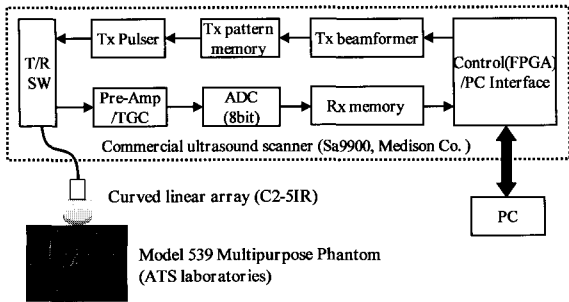 T/R
SW
Tx Pulser
Tx pattern
memory
Tx beamformer
Control(FPGA)
/PC Interface
Pre-Amp
/TGC
ADC
(8bit)
Rx memory
Commercial ultrasound scanner (Sa9900, Medison Co. )
Curved linear array (C2-5IR)
PC
Model 539 Multipurpose Phantom
(ATS laboratories)